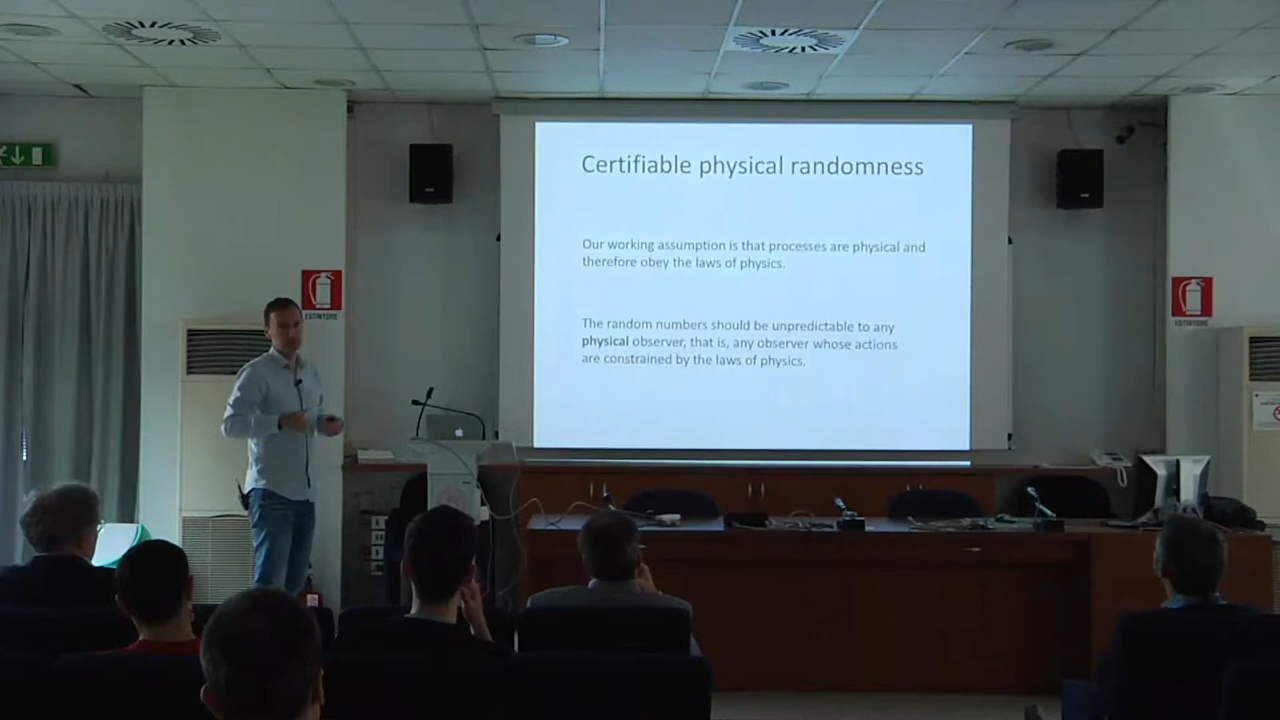 Certifiable physical randomness
Our working assumption is that processes are physical and
therefore obey the laws of physics.
The random numbers should be unpredictable to any
physical observer, that is, any observer whose actions
are constrained by the laws of physics.
ESTINTORE
ESTINTORE